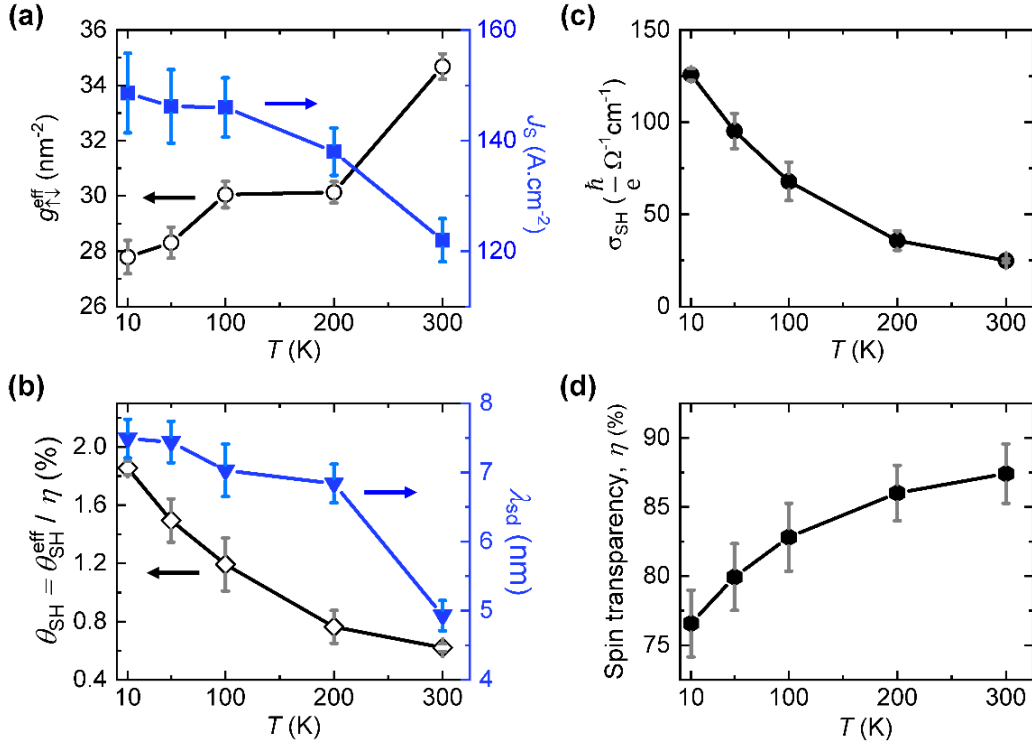 (a)
36
34
32
30
28
26
g↑↓^eff (nm-2)
160
140
120
JS (A.cm-2)
10 100 200 300
T (K)
(c)
150
100
50
0
σSH (ħ/e Ω-1cm-1)
10 100 200 300
T (K)
(b)
2.0
1.6
1.2
0.8
0.4
θSH = θSH^eff / η (%)
8
7
6
5
4
λsd (nm)
10 100 200 300
T (K)
(d)
90
85
80
75
Spin transparency, η (%)
10 100 200 300
T (K)